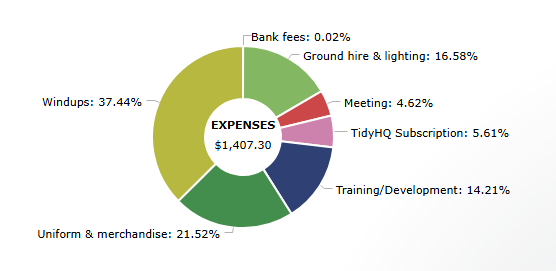 Bank fees: 0.02%
Ground hire & lighting: 16.58%
Windups: 37.44%
Meeting: 4.62%
EXPENSES
$1,407.30
TidyHQ Subscription: 5.61%
Training/Development: 14.21%
Uniform & merchandise: 21.52%